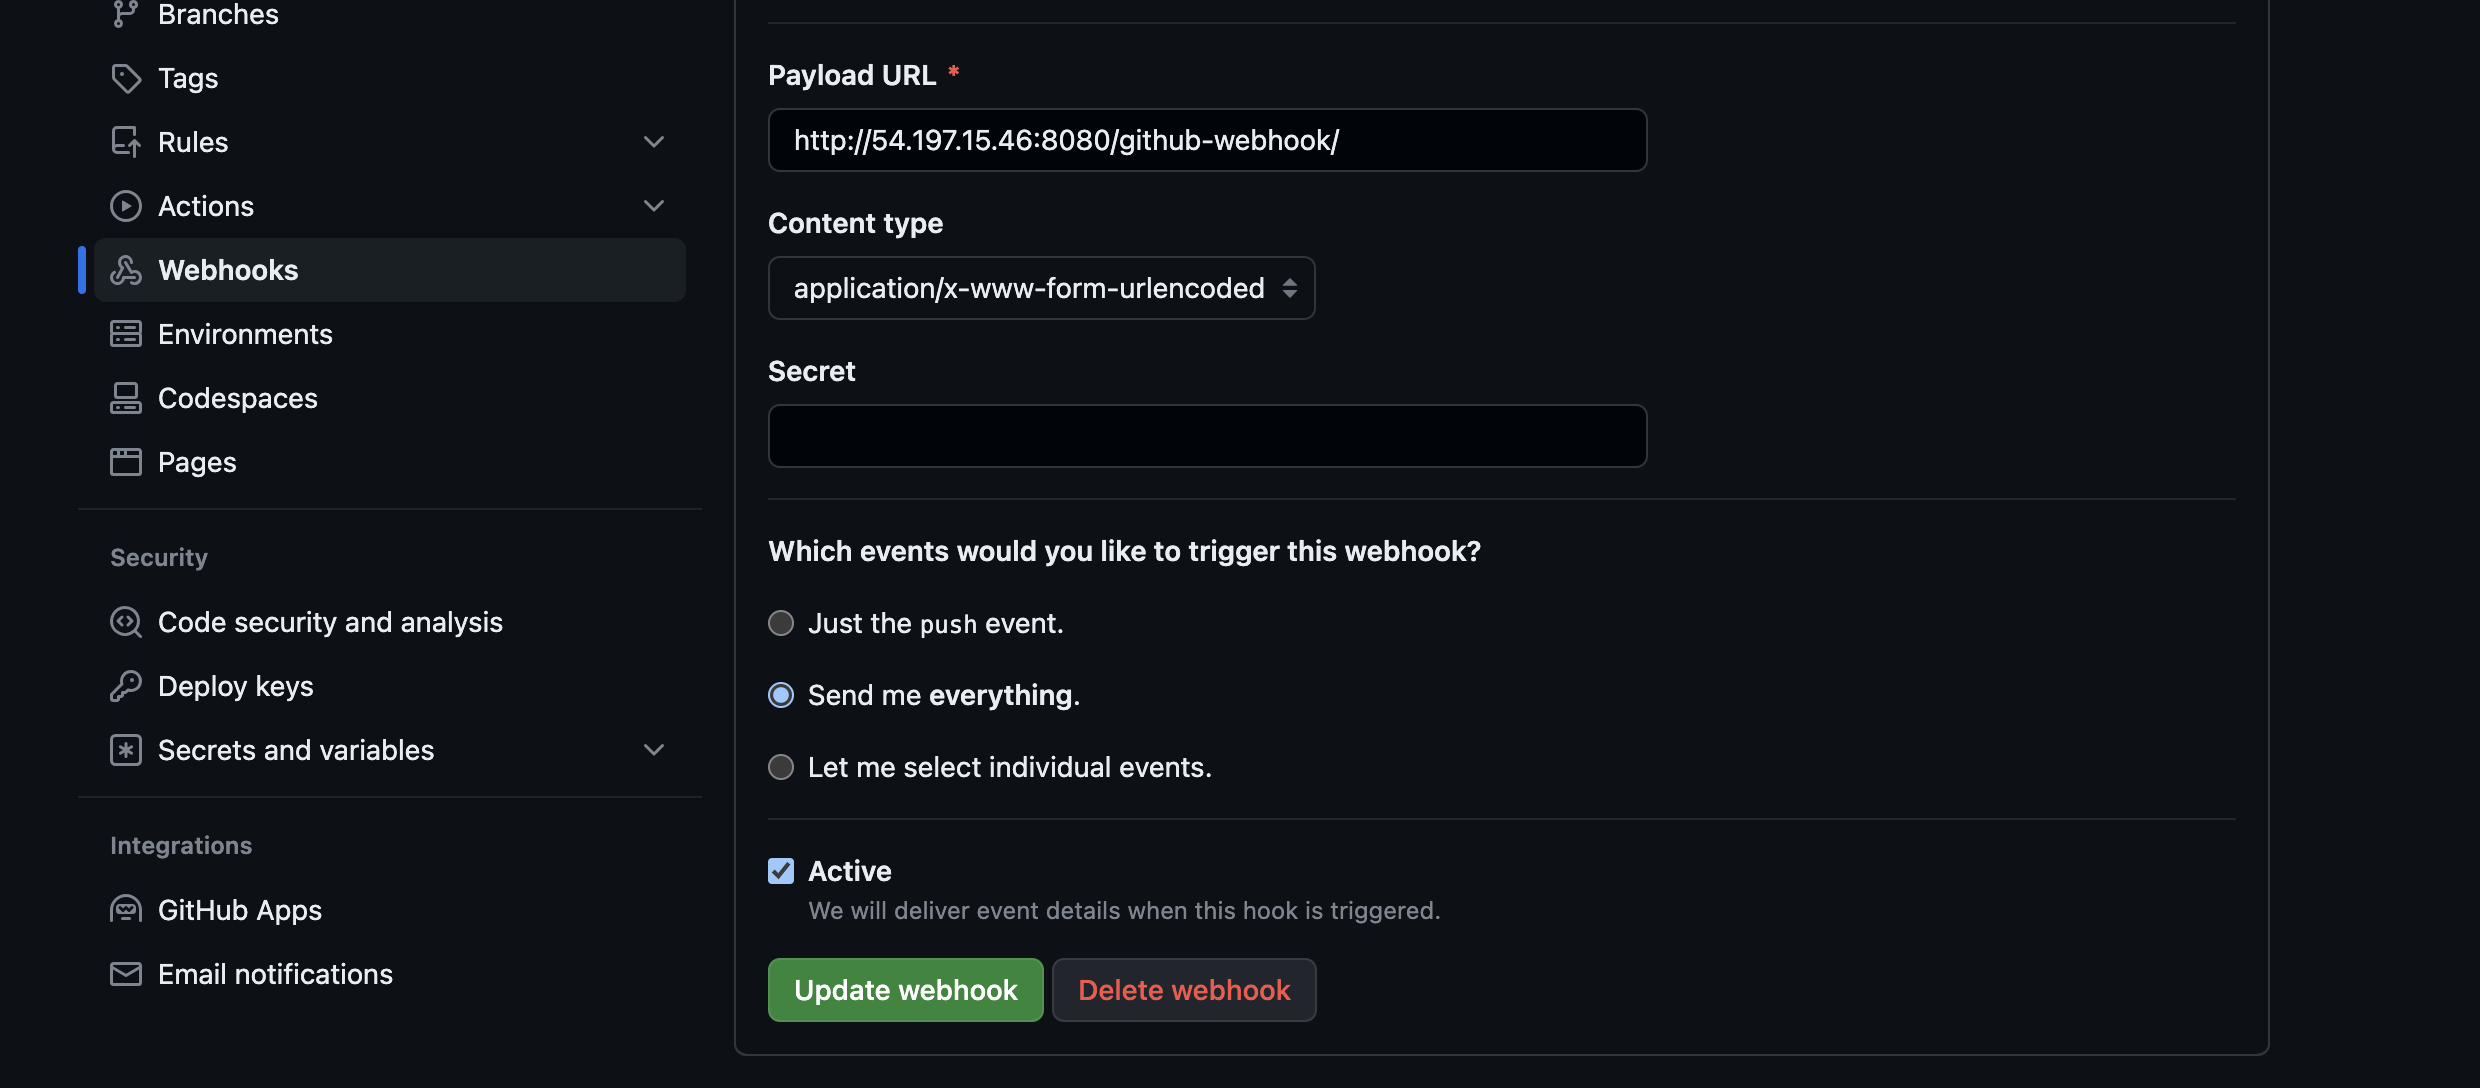 Branches
Tags
Rules
Actions
Webhooks
Environments
Codespaces
Pages
Security
Code security and analysis
Deploy keys
Secrets and variables
Integrations
GitHub Apps
Email notifications
Payload URL *
http://54.197.15.46:8080/github-webhook/
Content type
application/x-www-form-urlencoded
Secret
Which events would you like to trigger this webhook?
Just the push event.
Send me everything.
Let me select individual events.
Active
We will deliver event details when this hook is triggered.
Update webhook
Delete webhook